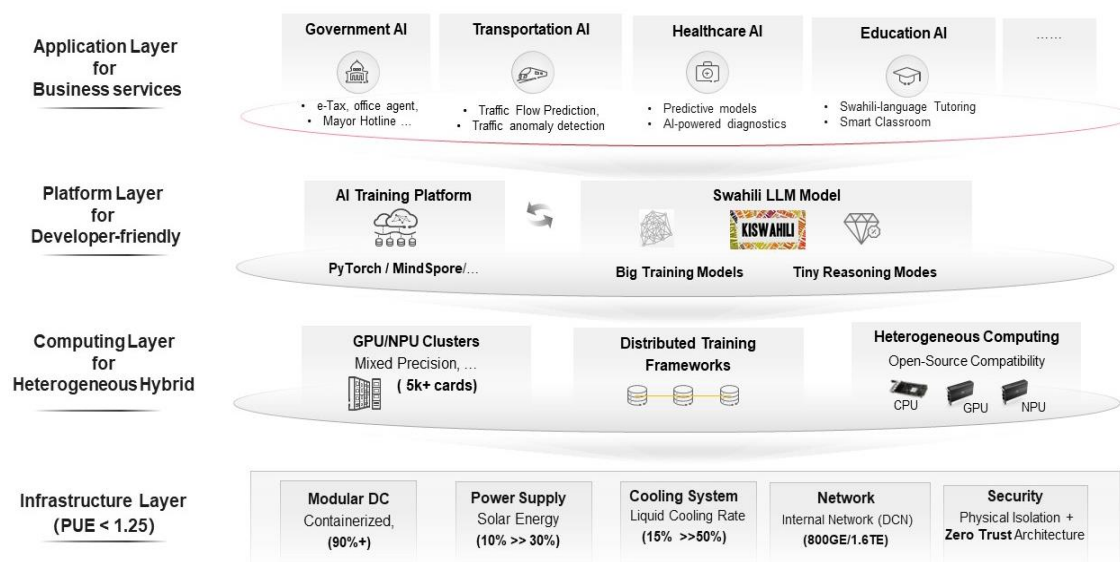 Application Layer
for
Business services
Government AI
• e-Tax, office agent,
• Mayor Hotline ...
Transportation AI
• Traffic Flow Prediction,
• Traffic anomaly detection
Healthcare AI
• Predictive models
• AI-powered diagnostics
Education AI
• Swahili-language Tutoring
• Smart Classroom
……
Platform Layer
for
Developer-friendly
AI Training Platform
PyTorch / MindSpore/…
Swahili LLM Model
KISWAHILI
Big Training Models
Tiny Reasoning Modes
Computing Layer
for
Heterogeneous Hybrid
GPU/NPU Clusters
Mixed Precision, …
( 5k+ cards)
Distributed Training
Frameworks
Heterogeneous Computing
Open-Source Compatibility
CPU
GPU
NPU
Infrastructure Layer
(PUE < 1.25)
Modular DC
Containerized,
(90%+)
Power Supply
Solar Energy
(10% >> 30%)
Cooling System
Liquid Cooling Rate
(15% >>50%)
Network
Internal Network (DCN)
(800GE/1.6TE)
Security
Physical Isolation +
Zero Trust Architecture